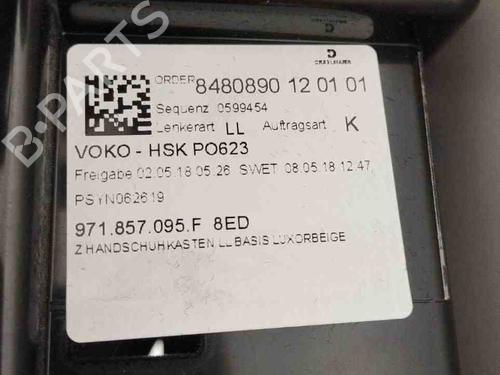 DRÄXLMAIER
ORDER 8480890 12 01 01
Sequenz 0599454
Lenkerart LL Auftragsart K
VOKO - HSK PO623
Freigabe 02.05.18 05.26 SWET 08.05.18 12.47
PSYN062619
971.857.095.F 8ED
Z HANDSCHUHKASTEN LL BASIS LUXORBEIGE
B-PARTS